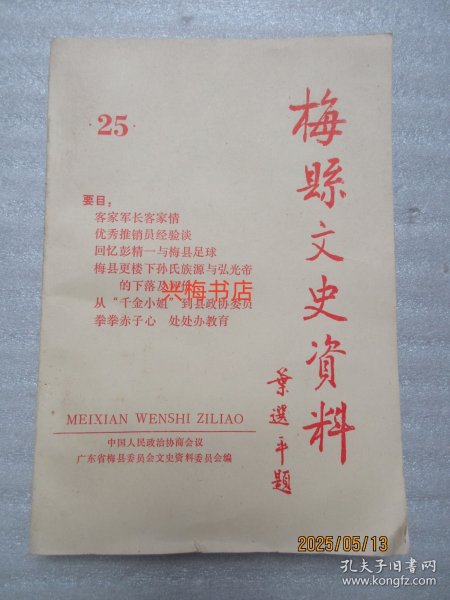 25
梅縣文史資料
葉選平題
要目：
客家军长客家情
优秀推销员经验谈
回忆彭精一与梅县足球
梅县更楼下孙氏族源与弘光帝
的下落及
从“千金小姐”到县政协委员
拳拳赤子心 处处办教育
兴梅书店
MEIXIAN WENSHI ZILIAO
中国人民政治协商会议
广东省梅县委员会文史资料委员会编
2025/05/13
孔夫子旧书网
www.kongfz.com